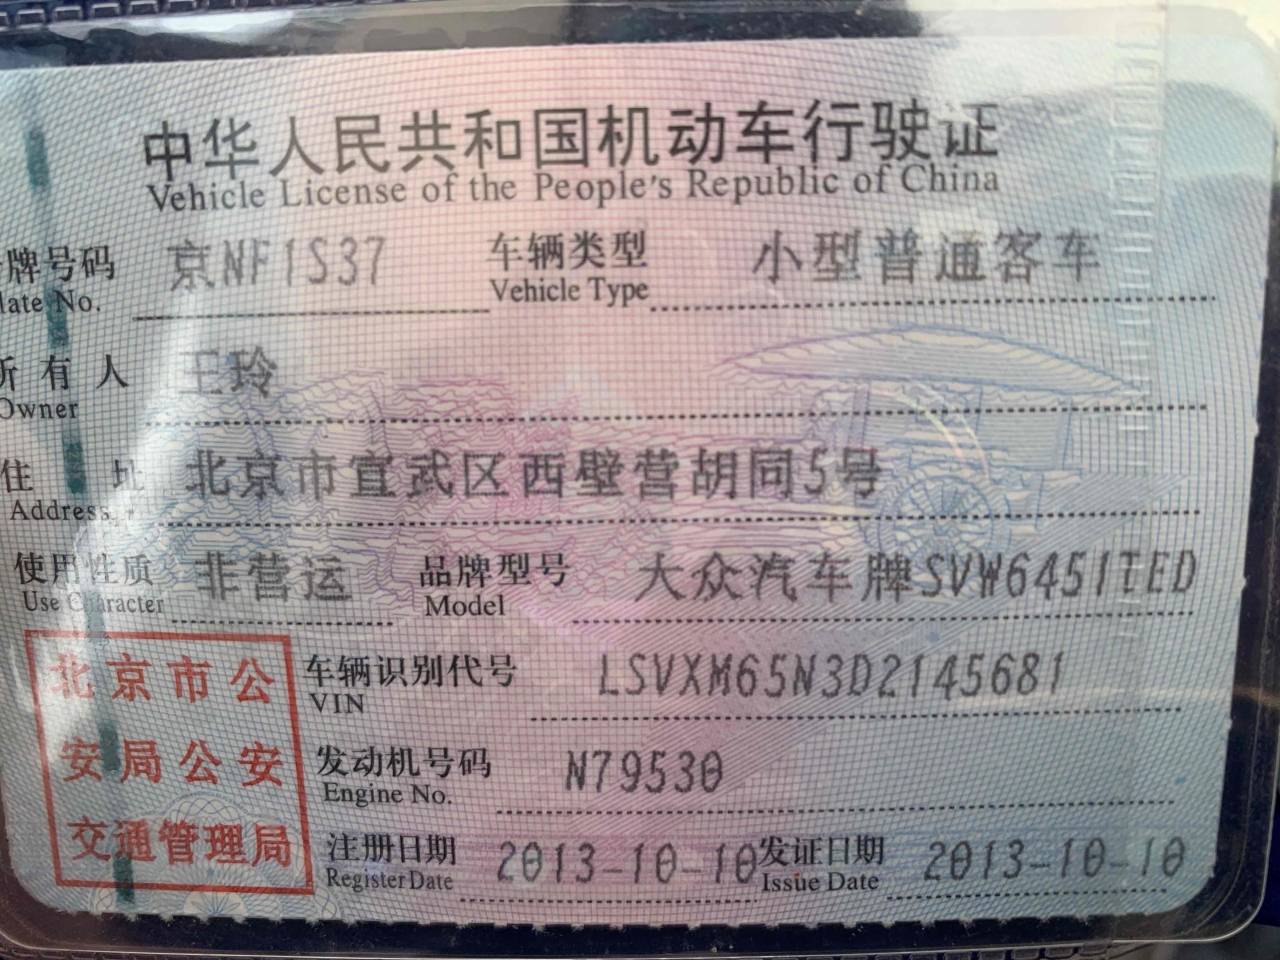 中华人民共和国机动车行驶证
Vehicle License of the People's Republic of China
牌号码 京NF1S37 车辆类型 小型普通客车
late No. Vehicle Type
所有人 王玲
Owner
住址 北京市宣武区西壁营胡同5号
Address
使用性质 非营运 品牌型号 大众汽车牌SVW6451TED
Use Character Model
北京市公 车辆识别代号 LSVXM65N3D2145681
VIN
安局公安 发动机号码 N79530
Engine No.
交通管理局 注册日期 2013-10-10 发证日期 2013-10-10
Register Date Issue Date